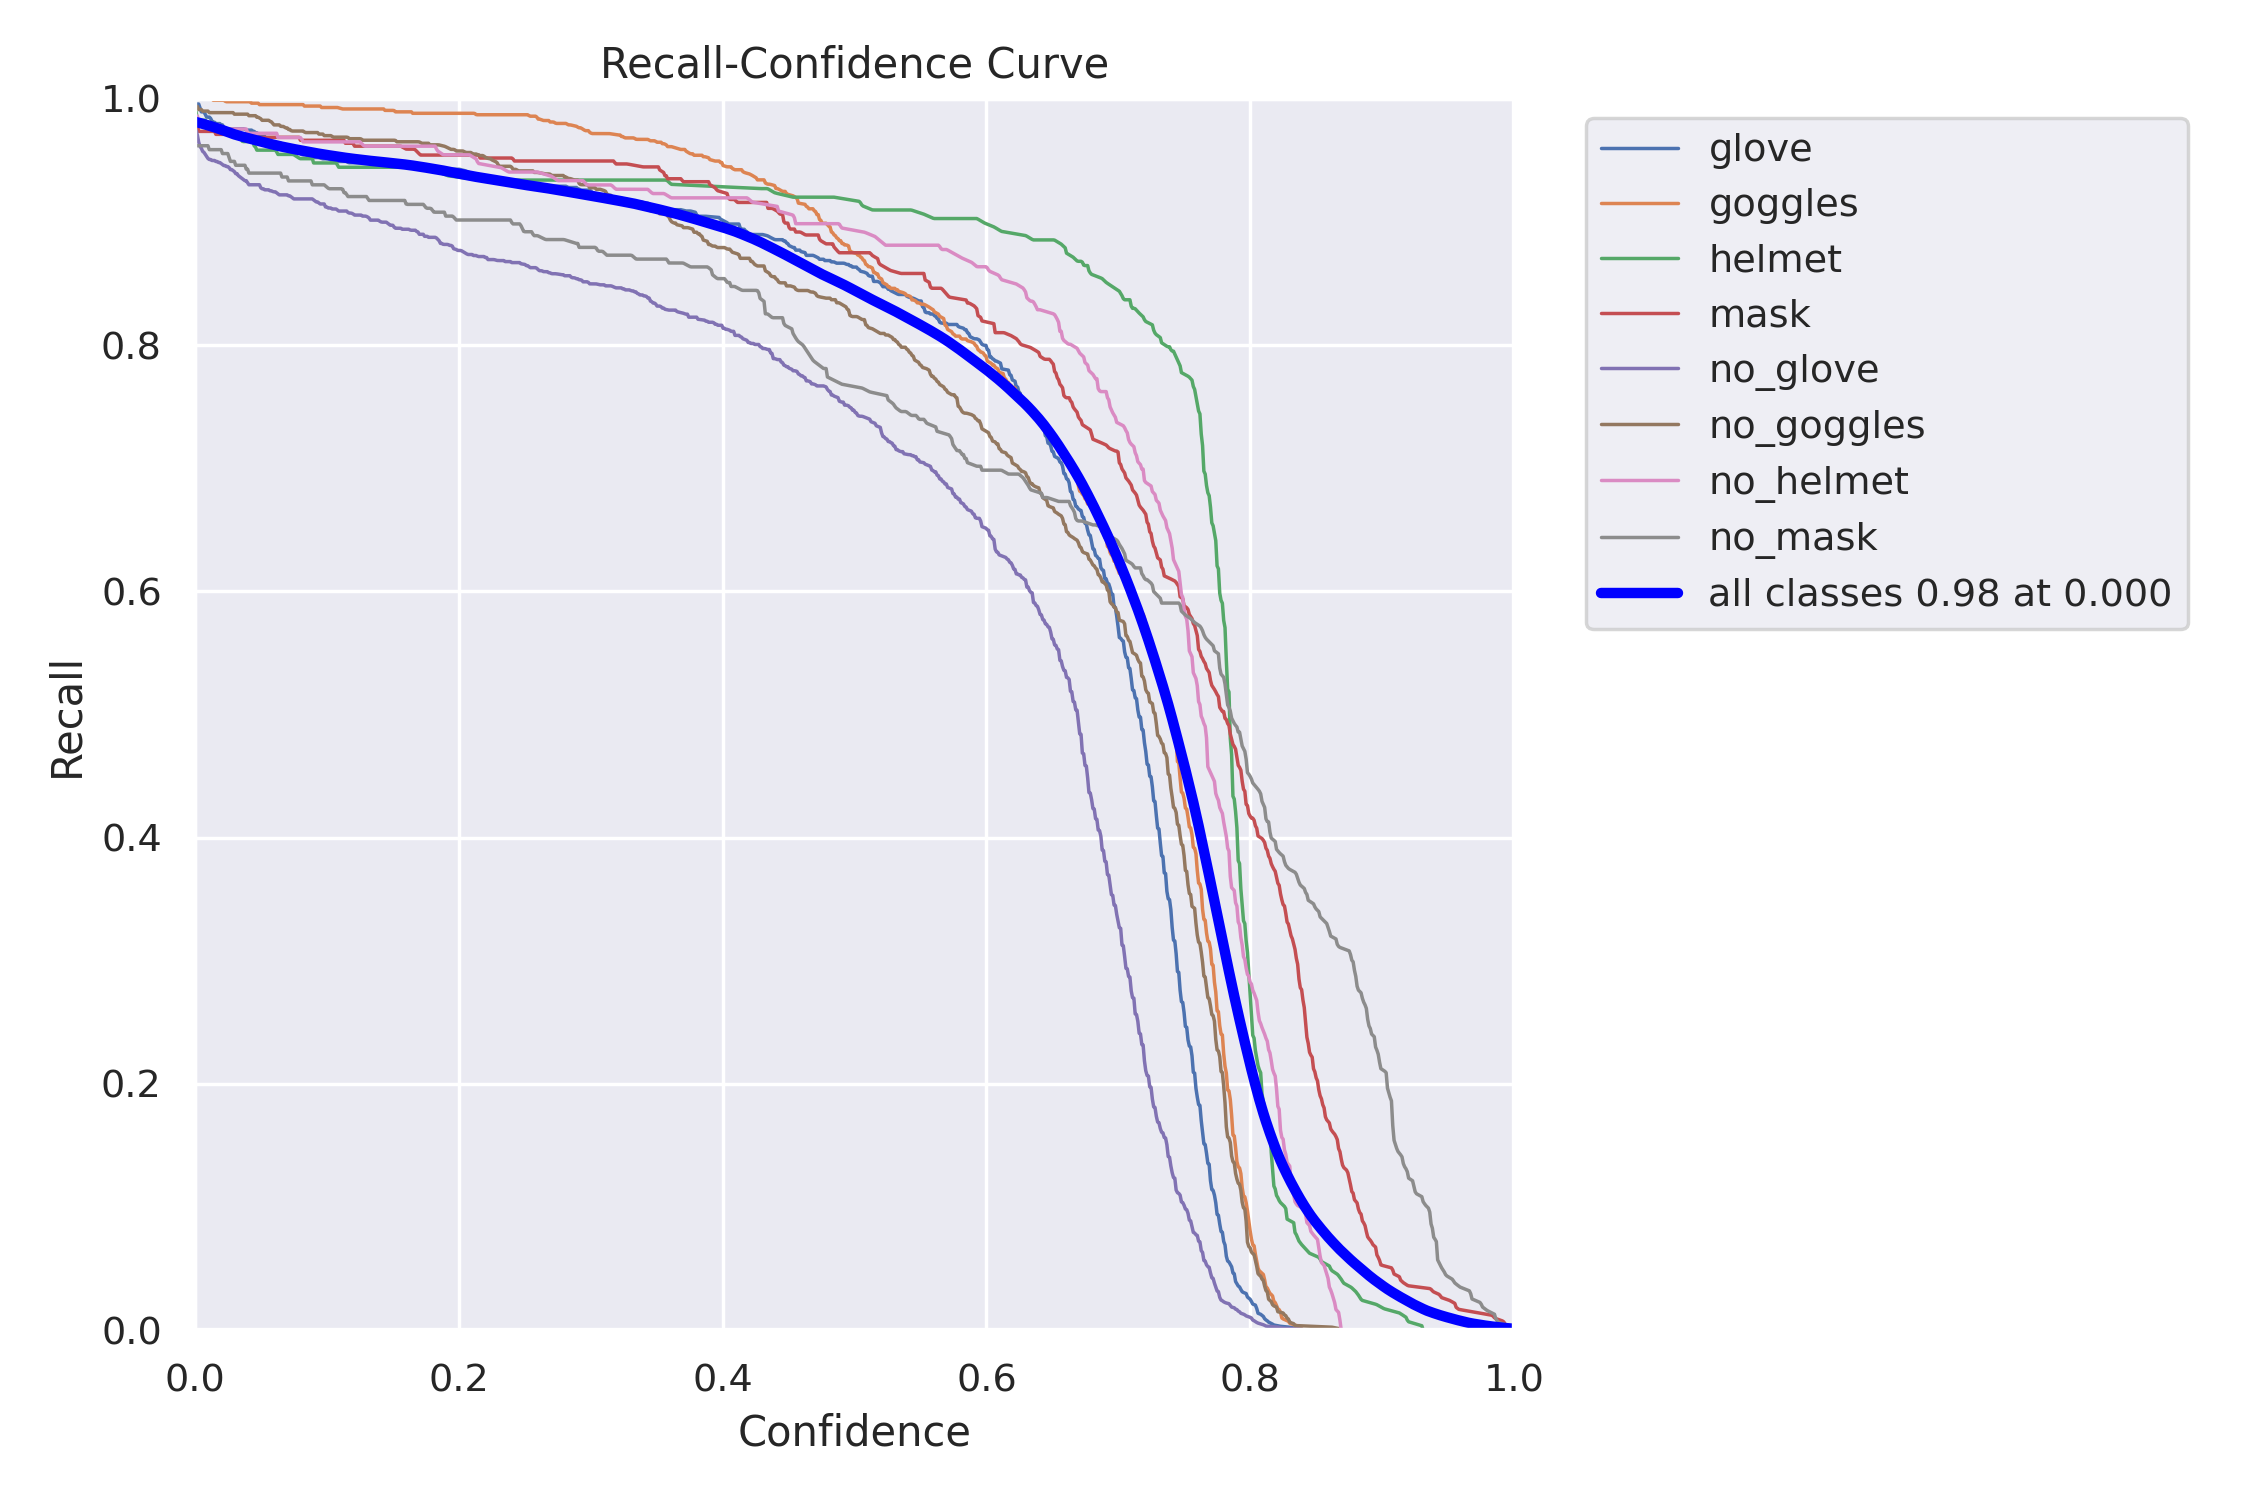 Recall-Confidence Curve
1.0
0.8
0.6
0.4
0.2
0.0
Recall
0.0 0.2 0.4 0.6 0.8 1.0
Confidence
glove
goggles
helmet
mask
no_glove
no_goggles
no_helmet
no_mask
all classes 0.98 at 0.000